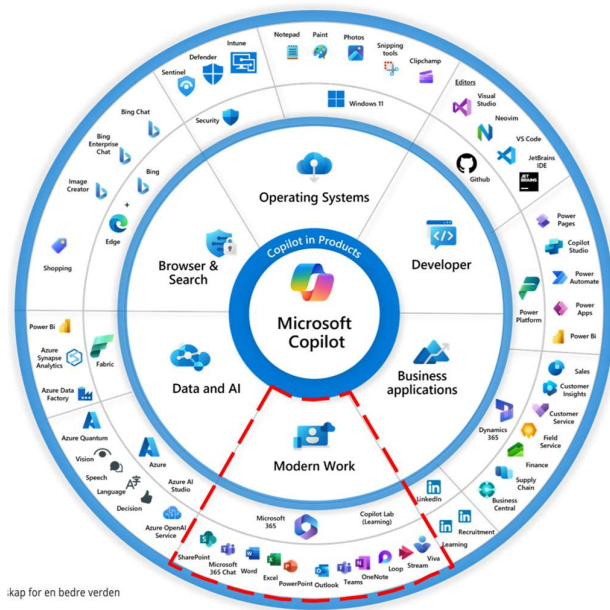 Notepad
Paint
Photos
Snipping
tools
Clipchamp
Intune
Defender
Sentinel
Security
Windows 11
Editors
Visual
Studio
Neovim
VS Code
JetBrains
IDE
JET
BRAINS
Github
Bing Chat
Bing
Enterprise
Chat
Image
Creator
Bing
+
Edge
Shopping
Operating Systems
Browser &
Search
Developer
Copilot in Products
Microsoft
Copilot
Data and AI
Business
applications
Modern Work
Power
Pages
Copilot
Studio
Power
Automate
Power
Apps
Power BI
Power
Platform
Power Bi
Azure
Synapse
Analytics
Azure Data
Factory
Fabric
Sales
Customer
Insights
Customer
Service
Field
Service
Finance
Supply
Chain
Business
Central
Dynamics
365
Azure Quantum
Vision
Speech
Language
Decision
Azure OpenAI
Service
Azure
Azure AI
Studio
Microsoft
365
Copilot Lab
(Learning)
LinkedIn
Recruitment
Learning
SharePoint
Microsoft
365 Chat
Word
Excel
PowerPoint
Outlook
Teams
OneNote
Loop
Stream
Viva
skap for en bedre verden